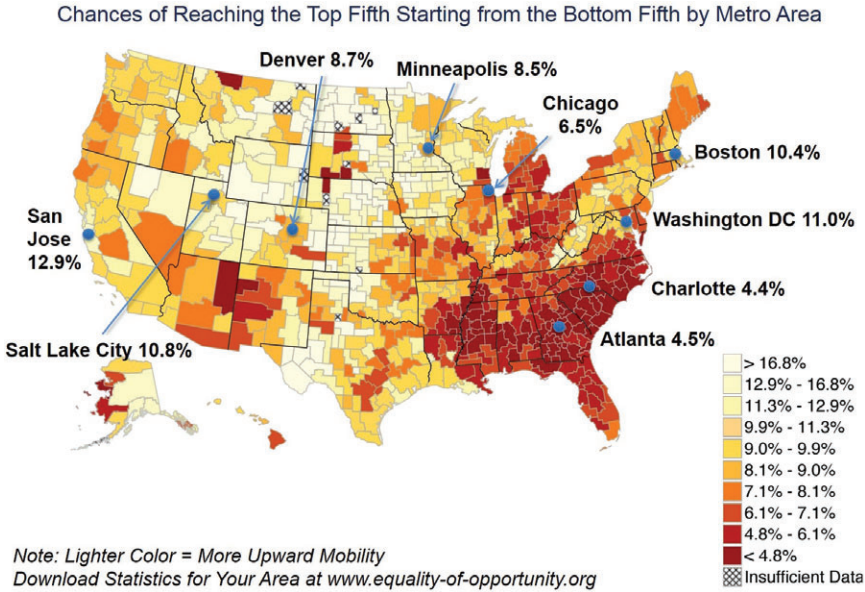 Chances of Reaching the Top Fifth Starting from the Bottom Fifth by Metro Area
Denver 8.7%
Minneapolis 8.5%
Chicago
6.5%
Boston 10.4%
San
Jose
12.9%
Washington DC 11.0%
Charlotte 4.4%
Salt Lake City 10.8%
Atlanta 4.5%
> 16.8%
12.9% - 16.8%
11.3% - 12.9%
9.9% - 11.3%
9.0% - 9.9%
8.1% - 9.0%
7.1% - 8.1%
6.1% - 7.1%
4.8% - 6.1%
< 4.8%
Insufficient Data
Note: Lighter Color = More Upward Mobility
Download Statistics for Your Area at www.equality-of-opportunity.org